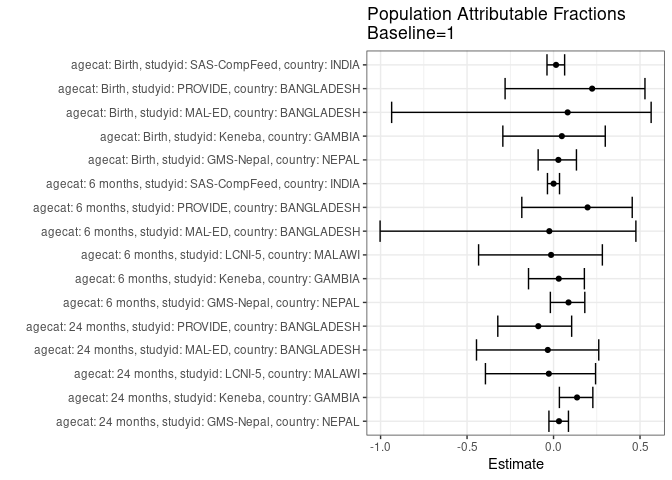 Population Attributable Fractions
Baseline=1
agecat: Birth, studyid: SAS-CompFeed, country: INDIA
agecat: Birth, studyid: PROVIDE, country: BANGLADESH
agecat: Birth, studyid: MAL-ED, country: BANGLADESH
agecat: Birth, studyid: Keneba, country: GAMBIA
agecat: Birth, studyid: GMS-Nepal, country: NEPAL
agecat: 6 months, studyid: SAS-CompFeed, country: INDIA
agecat: 6 months, studyid: PROVIDE, country: BANGLADESH
agecat: 6 months, studyid: MAL-ED, country: BANGLADESH
agecat: 6 months, studyid: LCNI-5, country: MALAWI
agecat: 6 months, studyid: Keneba, country: GAMBIA
agecat: 6 months, studyid: GMS-Nepal, country: NEPAL
agecat: 24 months, studyid: PROVIDE, country: BANGLADESH
agecat: 24 months, studyid: MAL-ED, country: BANGLADESH
agecat: 24 months, studyid: LCNI-5, country: MALAWI
agecat: 24 months, studyid: Keneba, country: GAMBIA
agecat: 24 months, studyid: GMS-Nepal, country: NEPAL
-1.0 -0.5 0.0 0.5
Estimate